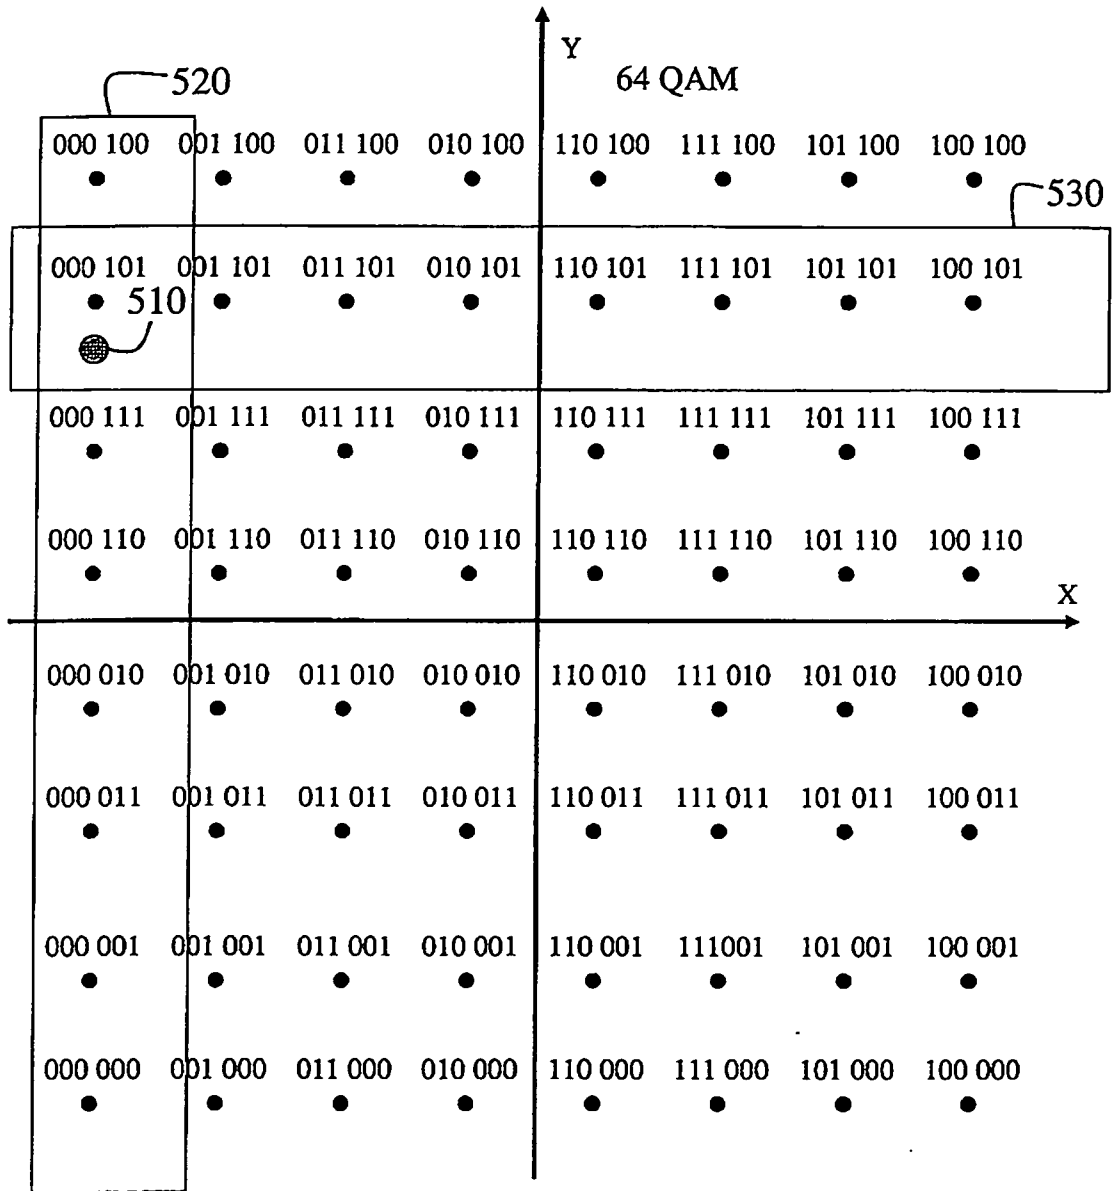 Y
64 QAM
520
000 100 001 100 011 100 010 100 110 100 111 100 101 100 100 100
530
000 101 001 101 011 101 010 101 110 101 111 101 101 101 100 101
510
000 111 001 111 011 111 010 111 110 111 111 111 101 111 100 111
000 110 001 110 011 110 010 110 110 110 111 110 101 110 100 110
X
000 010 001 010 011 010 010 010 110 010 111 010 101 010 100 010
000 011 001 011 011 011 010 011 110 011 111 011 101 011 100 011
000 001 001 001 011 001 010 001 110 001 111001 101 001 100 001
000 000 001 000 011 000 010 000 110 000 111 000 101 000 100 000